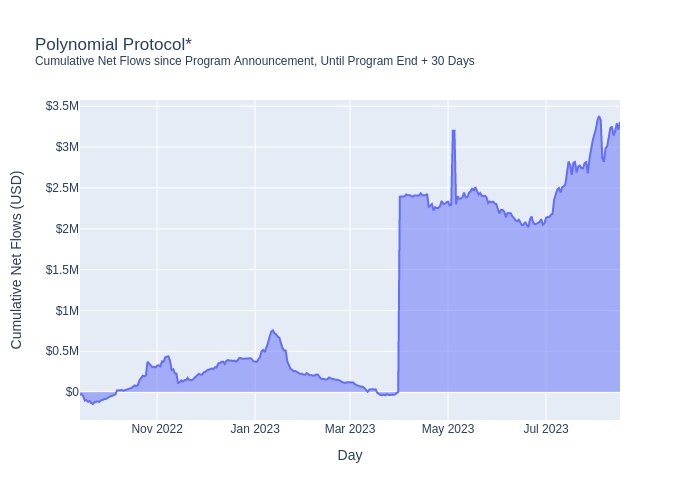 Polynomial Protocol*
Cumulative Net Flows since Program Announcement, Until Program End + 30 Days
$3.5M
$3M
$2.5M
$2M
$1.5M
$1M
$0.5M
$0
Cumulative Net Flows (USD)
Nov 2022
Jan 2023
Mar 2023
May 2023
Jul 2023
Day